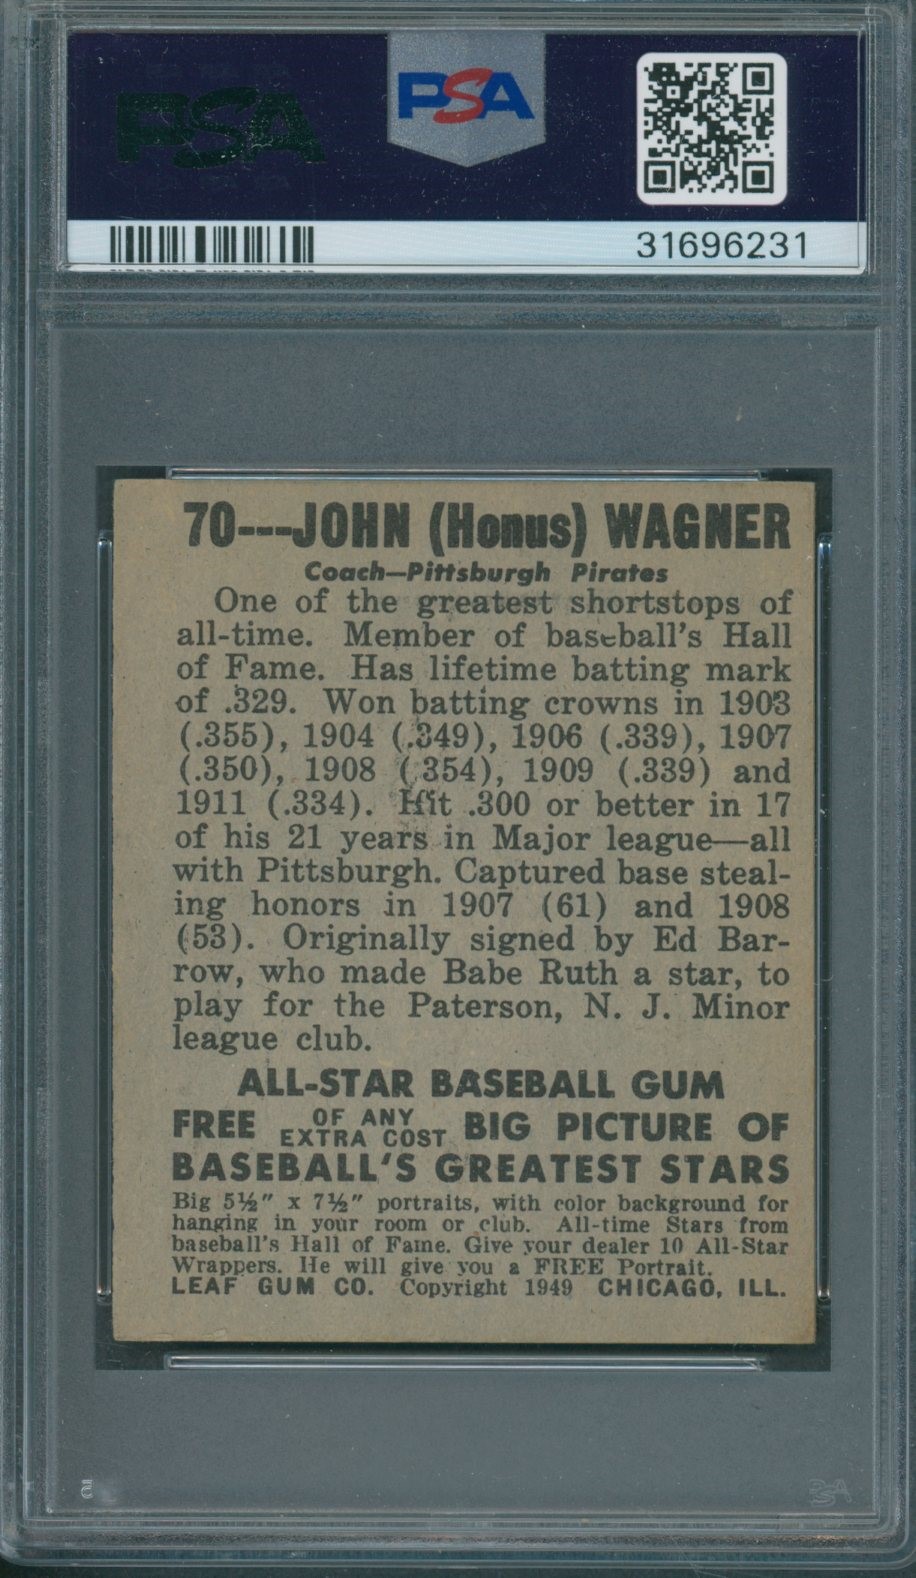 PSA
PSA
31696231
70---JOHN (Honus) WAGNER
Coach—Pittsburgh Pirates
One of the greatest shortstops of
all-time. Member of baseball's Hall
of Fame. Has lifetime batting mark
of .329. Won batting crowns in 1903
(.355), 1904 (.349), 1906 (.339), 1907
(.350), 1908 (.354), 1909 (.339) and
1911 (.334). Hit .300 or better in 17
of his 21 years in Major league—all
with Pittsburgh. Captured base steal-
ing honors in 1907 (61) and 1908
(53). Originally signed by Ed Bar-
row, who made Babe Ruth a star, to
play for the Paterson, N. J. Minor
league club.
ALL-STAR BASEBALL GUM
FREE OF ANY EXTRA COST BIG PICTURE OF
BASEBALL'S GREATEST STARS
Big 5½" x 7½" portraits, with color background for
hanging in your room or club. All-time Stars from
baseball's Hall of Fame. Give your dealer 10 All-Star
Wrappers. He will give you a FREE Portrait.
LEAF GUM CO. Copyright 1949 CHICAGO, ILL.
PSA